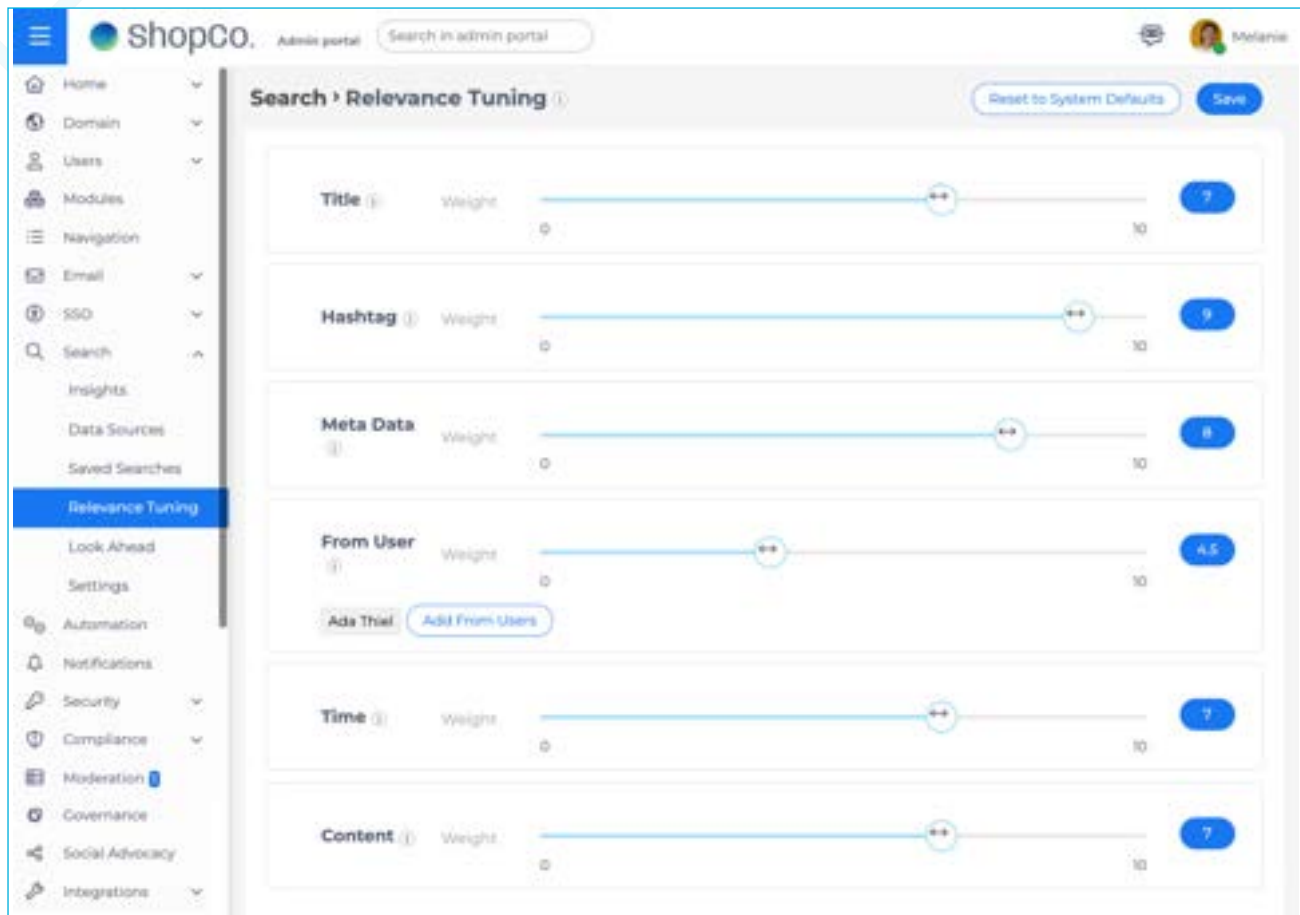 ShopCo. Admin portal Search in admin portal Melanie
Home
Domain
Users
Modules
Navigation
Email
SSO
Search
Insights
Data Sources
Saved Searches
Relevance Tuning
Look Ahead
Settings
Automation
Notifications
Security
Compliance
Moderation
Governance
Social Advocacy
Integrations
Search › Relevance Tuning
Reset to System Defaults Save
Title Weight 7
0 10
Hashtag Weight 9
0 10
Meta Data Weight 8
0 10
From User Weight 4.5
0 10
Ada Thiel Add From Users
Time Weight 7
0 10
Content Weight 7
0 10